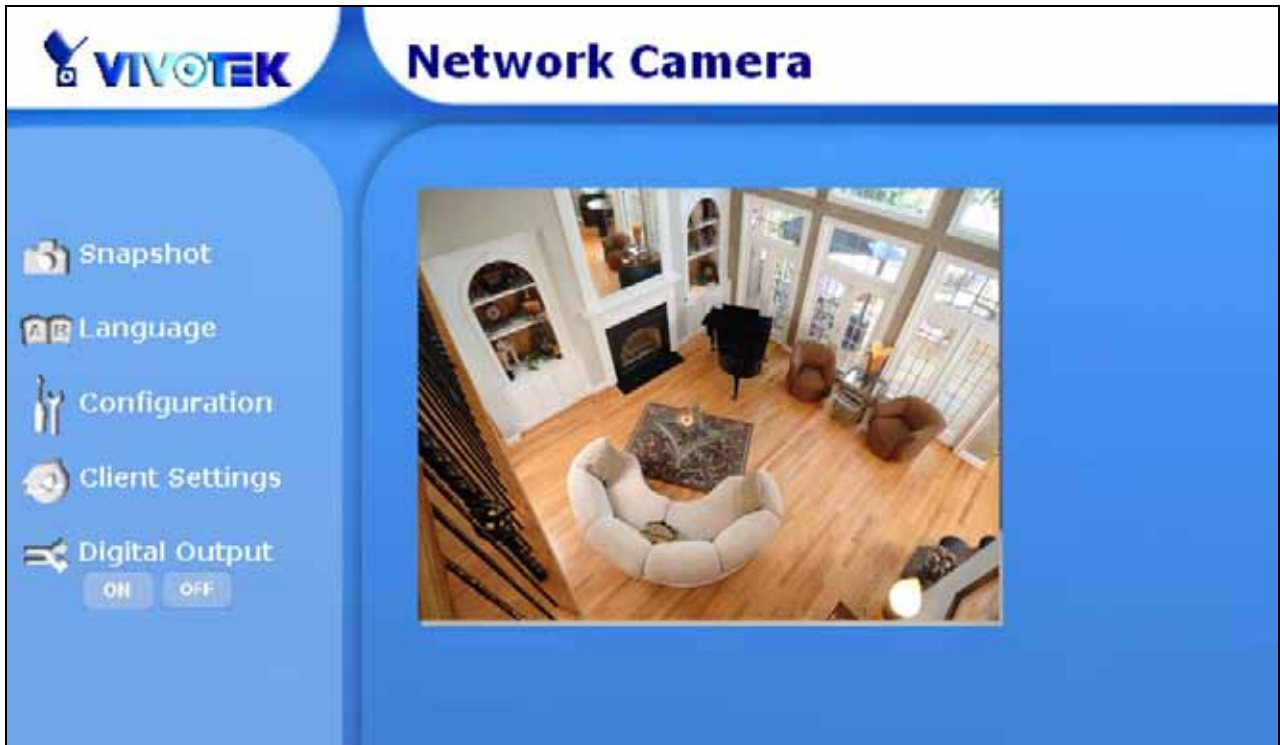 VIVOTEK
Network Camera
Snapshot
A B Language
Configuration
Client Settings
Digital Output
ON OFF